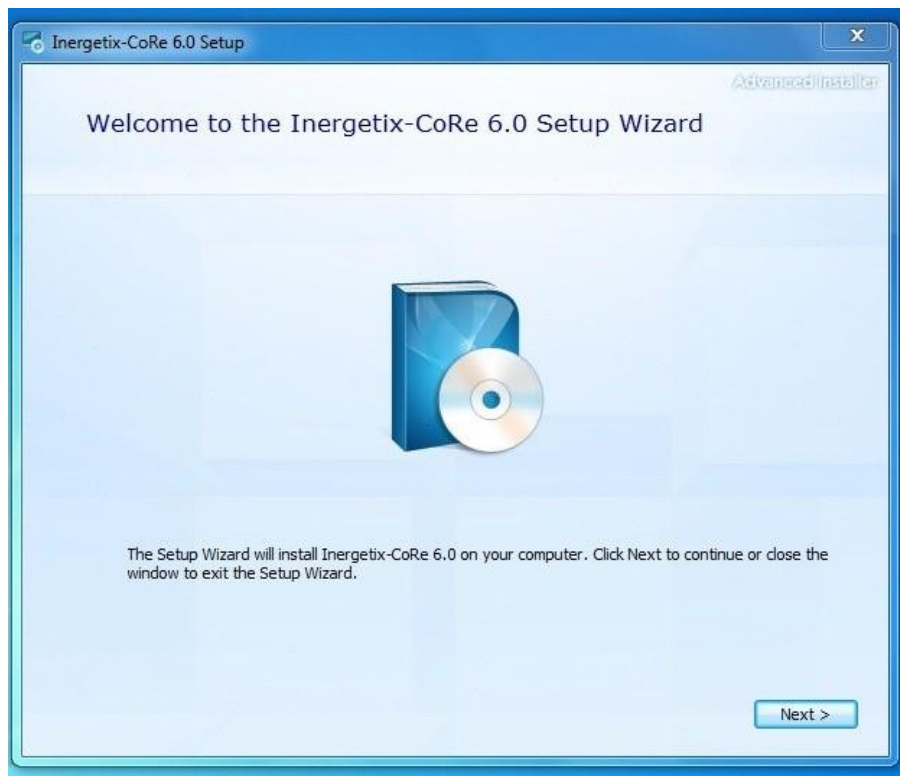 Inergetix-CoRe 6.0 Setup
Advanced Installer
Welcome to the Inergetix-CoRe 6.0 Setup Wizard
The Setup Wizard will install Inergetix-CoRe 6.0 on your computer. Click Next to continue or close the
window to exit the Setup Wizard.
Next >